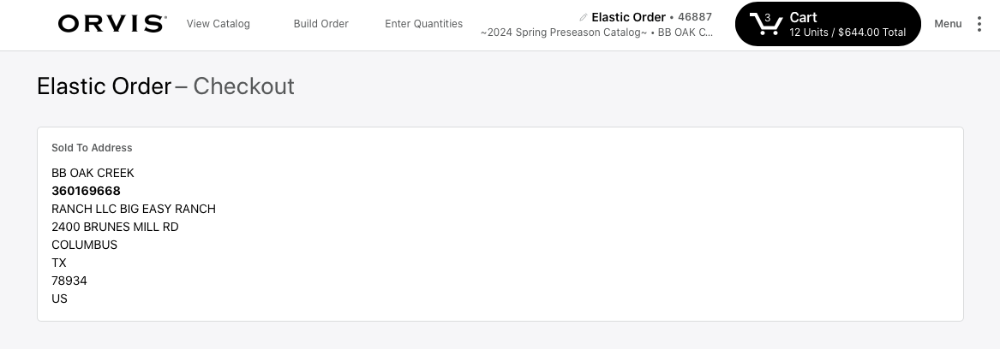 ORVIS
View Catalog
Build Order
Enter Quantities
Elastic Order • 46887
~2024 Spring Preseason Catalog~ • BB OAK C...
3
Cart
12 Units / $644.00 Total
Menu
Elastic Order – Checkout
Sold To Address
BB OAK CREEK
360169668
RANCH LLC BIG EASY RANCH
2400 BRUNES MILL RD
COLUMBUS
TX
78934
US